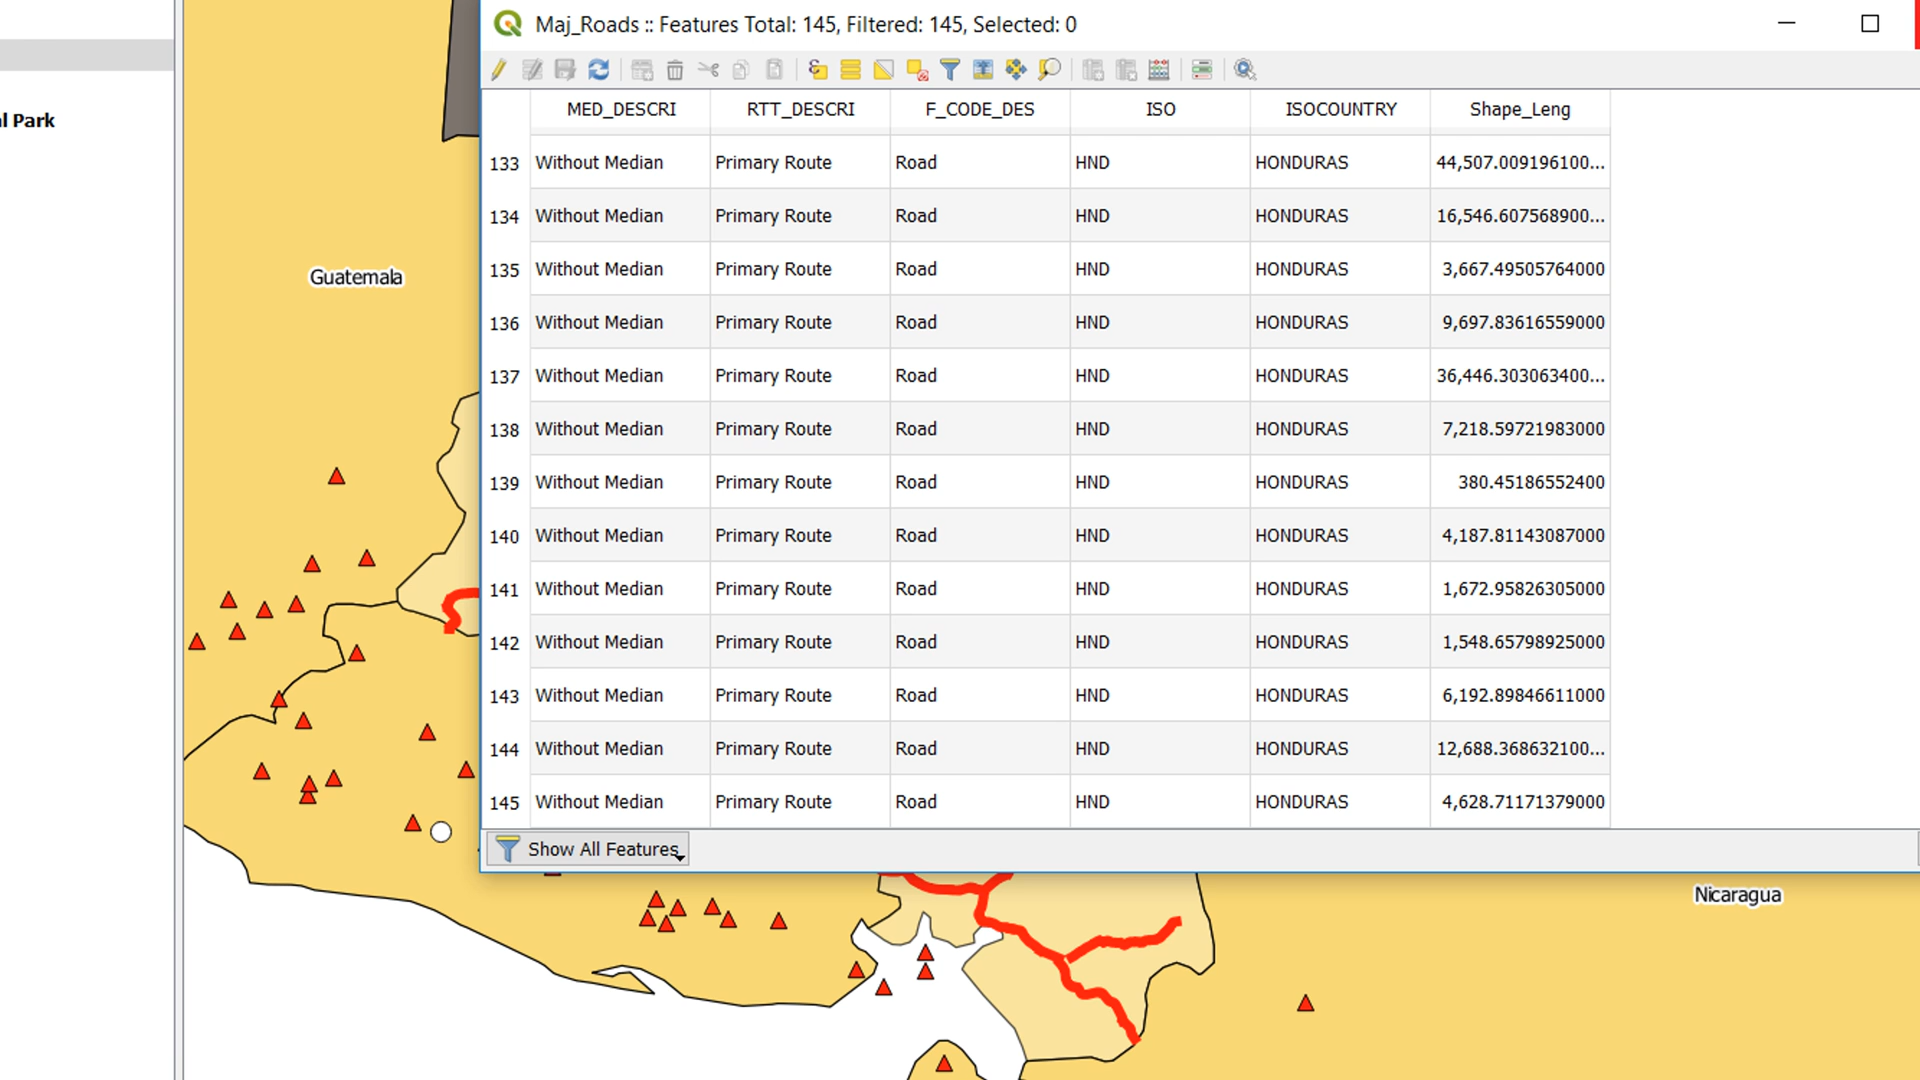 Maj_Roads :: Features Total: 145, Filtered: 145, Selected: 0
l Park
MED_DESCRI RTT_DESCRI F_CODE_DES ISO ISOCOUNTRY Shape_Leng
133 Without Median Primary Route Road HND HONDURAS 44,507.009196100...
134 Without Median Primary Route Road HND HONDURAS 16,546.607568900...
135 Without Median Primary Route Road HND HONDURAS 3,667.49505764000
136 Without Median Primary Route Road HND HONDURAS 9,697.83616559000
137 Without Median Primary Route Road HND HONDURAS 36,446.303063400...
138 Without Median Primary Route Road HND HONDURAS 7,218.59721983000
139 Without Median Primary Route Road HND HONDURAS 380.45186552400
140 Without Median Primary Route Road HND HONDURAS 4,187.81143087000
141 Without Median Primary Route Road HND HONDURAS 1,672.95826305000
142 Without Median Primary Route Road HND HONDURAS 1,548.65798925000
143 Without Median Primary Route Road HND HONDURAS 6,192.89846611000
144 Without Median Primary Route Road HND HONDURAS 12,688.368632100...
145 Without Median Primary Route Road HND HONDURAS 4,628.71171379000
Show All Features
Guatemala
Nicaragua